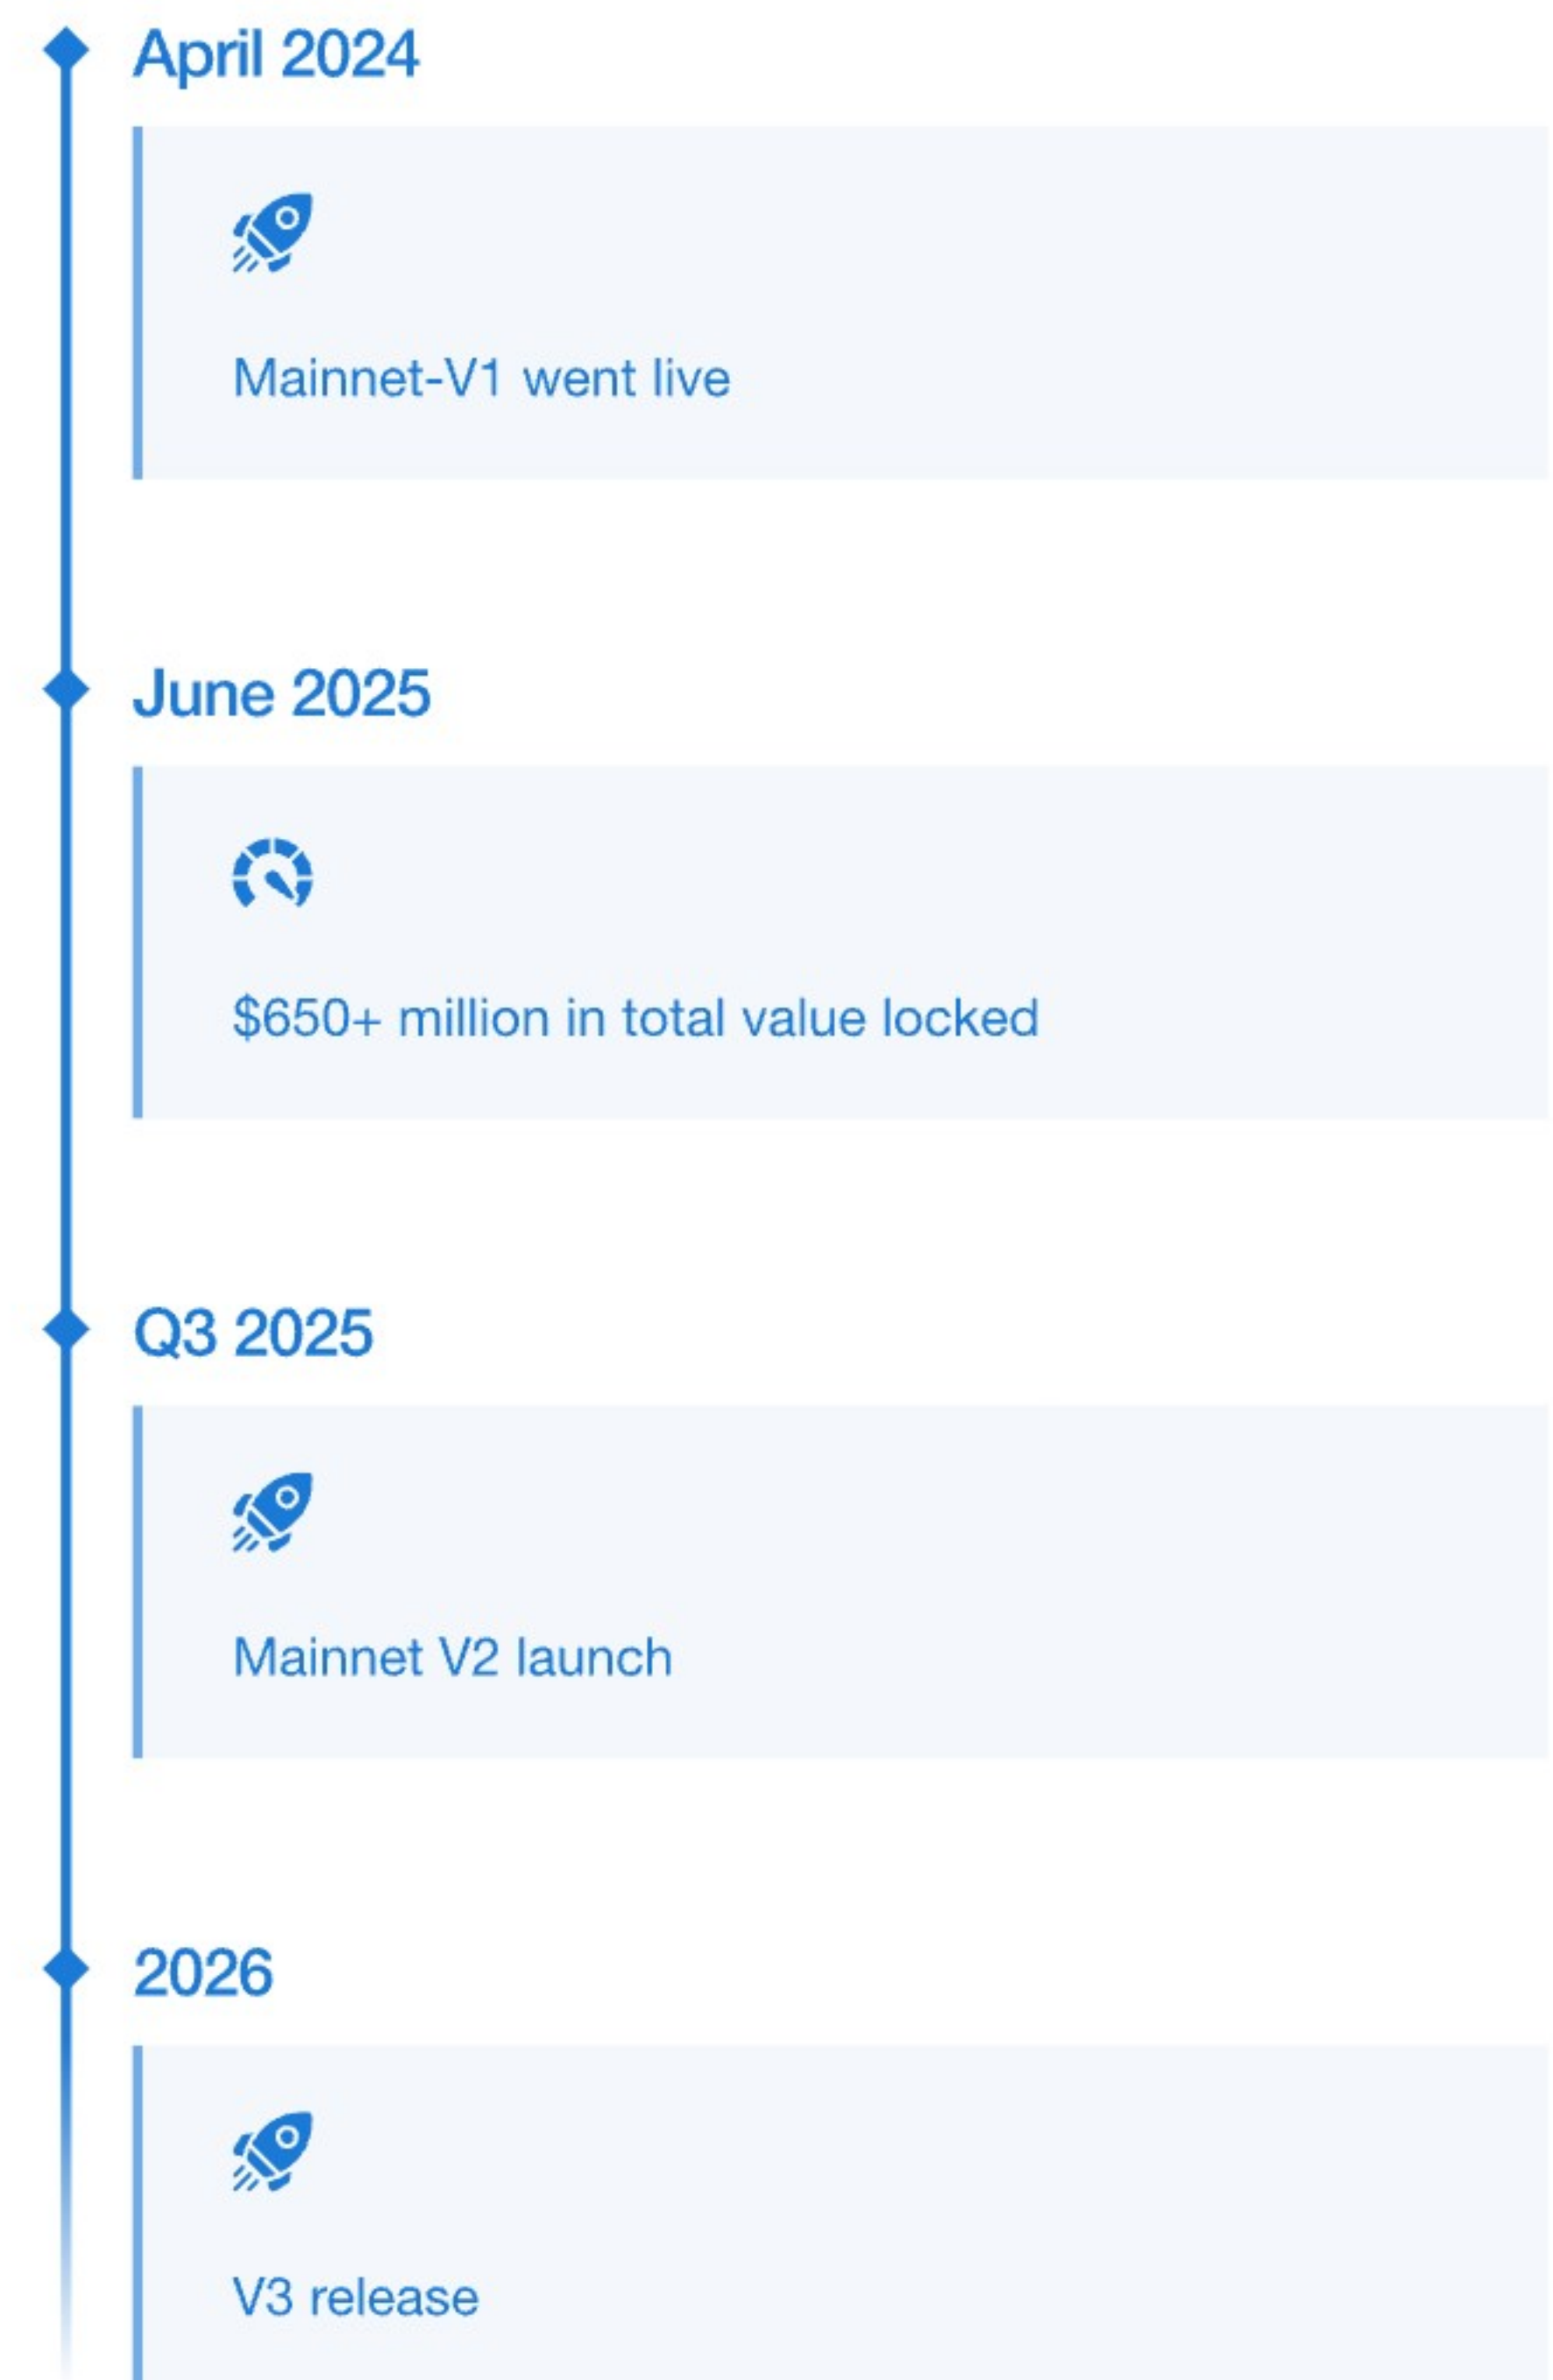 April 2024
Mainnet-V1 went live
June 2025
$650+ million in total value locked
Q3 2025
Mainnet V2 launch
2026
V3 release